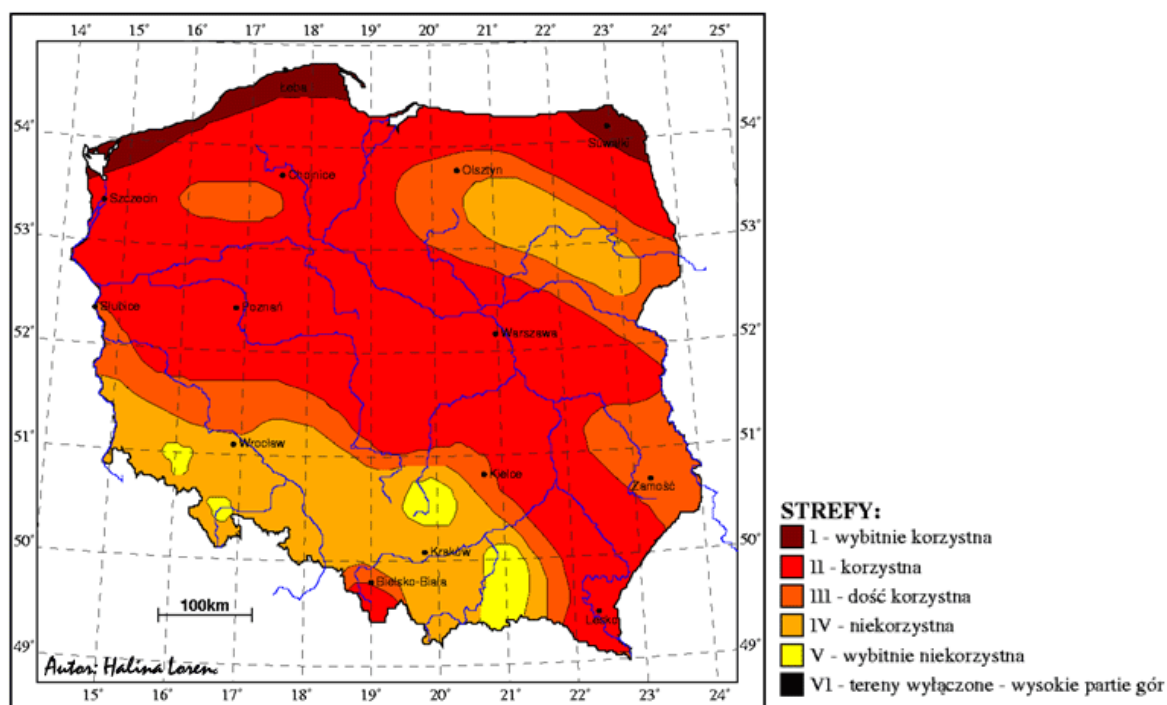 14° 15° 16° 17° 18° 19° 20° 21° 22° 23° 24° 25°
54° 54°
53° 53°
52° 52°
51° 51°
50° 50°
49° 49°
Łeba
Suwałki
Chojnice
Olsztyn
Szczecin
Słubice
Poznań
Warszawa
Wrocław
Kielce
Zamość
Kraków
Bielsko-Biała
Lesko
100km
Autor: Halina Lorenc
15° 16° 17° 18° 19° 20° 21° 22° 23° 24°
STREFY:
I - wybitnie korzystna
II - korzystna
III - dość korzystna
IV - niekorzystna
V - wybitnie niekorzystna
VI - tereny wyłączone - wysokie partie gór